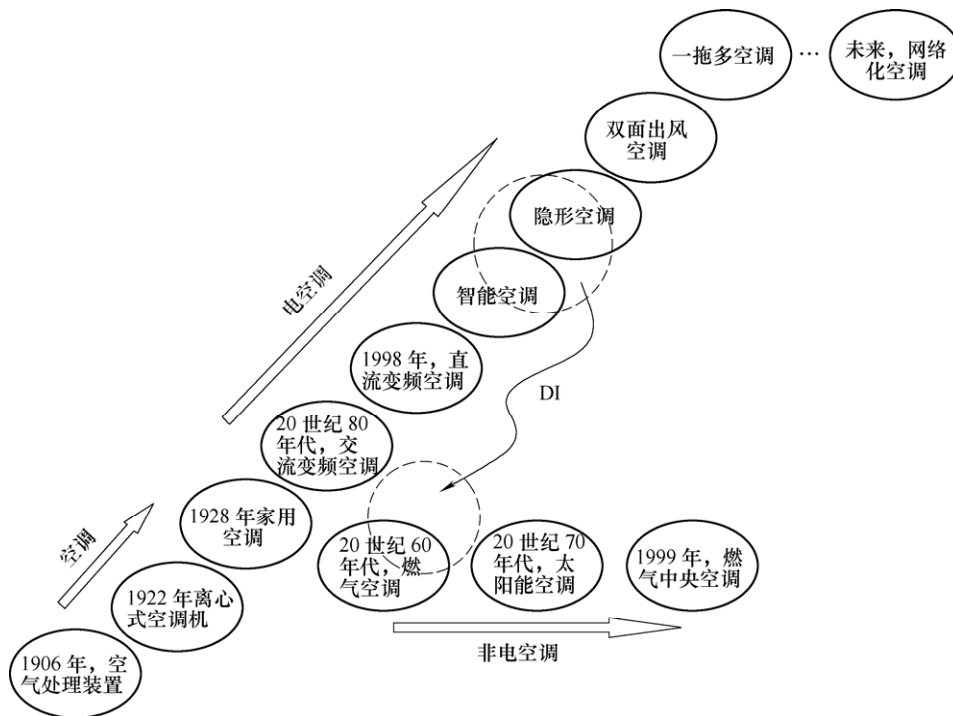 一拖多空调
…
未来，网络
化空调
双面出风
空调
隐形空调
电空调
智能空调
1998 年，直
流变频空调
DI
20 世纪 80
年代，交
流变频空调
空调
1928 年家用
空调
20 世纪 60
年代，燃
气空调
20 世纪 70
年代，太
阳能空调
1999 年，燃
气中央空调
1922 年离心
式空调机
非电空调
1906 年，空
气处理装置